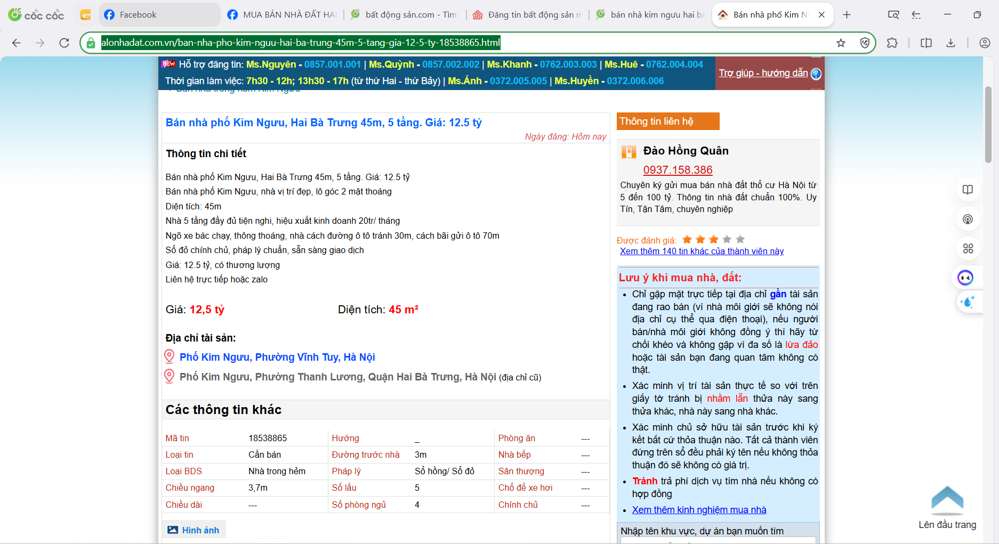 cốc cốc
Facebook
MUA BÁN NHÀ ĐẤT HAI
bất động sản.com - Tìm
Đăng tin bất động sản m
bán nhà kim ngưu hai bà
Bán nhà phố Kim N
alonhadat.com.vn/ban-nha-pho-kim-nguu-hai-ba-trung-45m-5-tang-gia-12-5-ty-18538865.html
NEW Hỗ trợ đăng tin: Ms.Nguyên - 0857.001.001 | Ms.Quỳnh - 0857.002.002 | Ms.Khanh - 0762.003.003 | Ms.Huê - 0762.004.004
Thời gian làm việc: 7h30 - 12h; 13h30 - 17h (từ thứ Hai - thứ Bảy) | Ms.Ánh - 0372.005.005 | Ms.Huyền - 0372.006.006
Trợ giúp - hướng dẫn
Bán nhà trong hẻm Kim Ngưu
Bán nhà phố Kim Ngưu, Hai Bà Trưng 45m, 5 tầng. Giá: 12.5 tỷ
Ngày đăng: Hôm nay
Thông tin chi tiết
Bán nhà phố Kim Ngưu, Hai Bà Trưng 45m, 5 tầng. Giá: 12.5 tỷ
Bán nhà phố Kim Ngưu, nhà vị trí đẹp, lô góc 2 mặt thoáng
Diện tích: 45m
Nhà 5 tầng đầy đủ tiện nghi, hiệu xuất kinh doanh 20tr/ tháng
Ngõ xe bác chạy, thông thoáng, nhà cách đường ô tô tránh 30m, cách bãi gửi ô tô 70m
Sổ đỏ chính chủ, pháp lý chuẩn, sẵn sàng giao dịch
Giá: 12.5 tỷ, có thương lượng
Liên hệ trực tiếp hoặc zalo
Giá: 12,5 tỷ
Diện tích: 45 m²
Địa chỉ tài sản:
Phố Kim Ngưu, Phường Vĩnh Tuy, Hà Nội
Phố Kim Ngưu, Phường Thanh Lương, Quận Hai Bà Trưng, Hà Nội (địa chỉ cũ)
Các thông tin khác
Mã tin 18538865 Hướng _ Phòng ăn ---
Loại tin Cần bán Đường trước nhà 3m Nhà bếp ---
Loại BDS Nhà trong hẻm Pháp lý Sổ hồng/ Sổ đỏ Sân thượng ---
Chiều ngang 3,7m Số lầu 5 Chổ để xe hơi ---
Chiều dài --- Số phòng ngủ 4 Chính chủ ---
Hình ảnh
Thông tin liên hệ
Đào Hồng Quân
0937.158.386
Chuyên ký gửi mua bán nhà đất thổ cư Hà Nội từ
5 đến 100 tỷ. Thông tin nhà đất chuẩn 100%. Uy
Tín, Tận Tâm, chuyên nghiệp
Được đánh giá:
Xem thêm 140 tin khác của thành viên này
Lưu ý khi mua nhà, đất:
• Chỉ gặp mặt trực tiếp tại địa chỉ gần tài sản
đang rao bán (vì nhà môi giới sẽ không nói
địa chỉ cụ thể qua điện thoại), nếu người
bán/nhà môi giới không đồng ý thì hãy từ
chối khéo và không gặp vì đa số là lừa đảo
hoặc tài sản bạn đang quan tâm không có
thật.
• Xác minh vị trí tài sản thực tế so với trên
giấy tờ tránh bị nhầm lẫn thửa này sang
thửa khác, nhà này sang nhà khác.
• Xác minh chủ sở hữu tài sản trước khi ký
kết bất cứ thỏa thuận nào. Tất cả thành viên
đứng trên sổ đều phải ký tên nếu không thỏa
thuận đó sẽ không có giá trị.
• Tránh trả phí dịch vụ tìm nhà nếu không có
hợp đồng
• Xem thêm kinh nghiệm mua nhà
Nhập tên khu vực, dự án bạn muốn tìm
Lên đầu trang